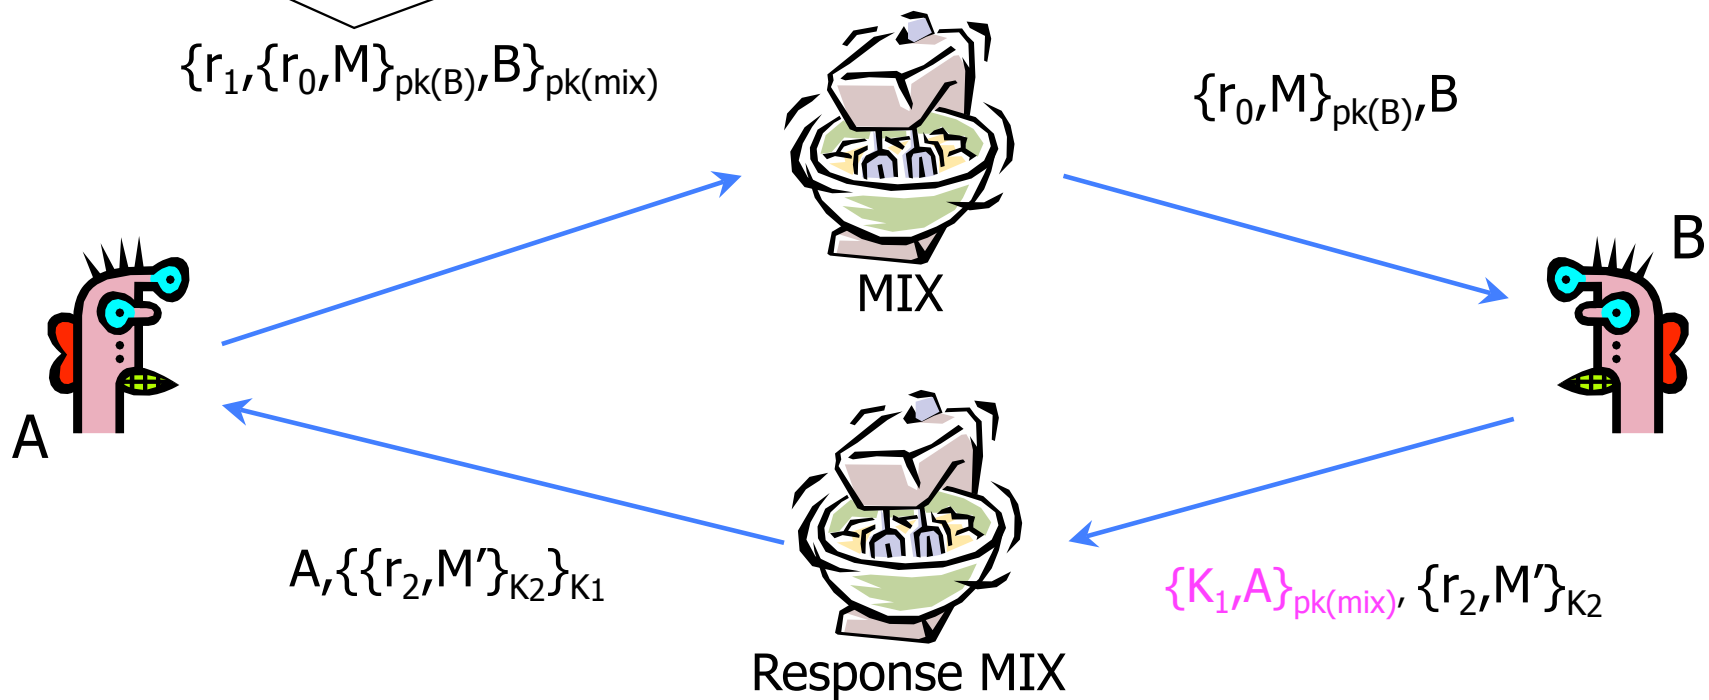 {r₁,{r₀,M}pk(B),B}pk(mix)
{r₀,M}pk(B),B
MIX
B
A
A,{{r₂,M’}K2}K1
{K₁,A}pk(mix), {r₂,M’}K2
Response MIX